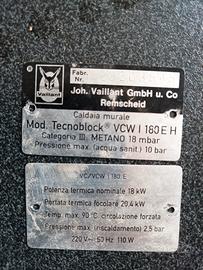 Vaillant
Fabr.
Nr.
Joh. Vaillant GmbH u. Co
Remscheid
Caldaia murale
Mod. Tecnoblock® VCW I 180 E H
Categoria II. METANO 18 mbar
Pressione max. (acqua sanit.) 10 bar
VC/VCW I 180 E
Potenza termica nominale 18 kW
Portata termica focolare 20,4 kW
Temp. max. 90°C circolazione forzata
Pressione max. (riscaldamento) 2,5 bar
220 V~ 50 Hz 110 W